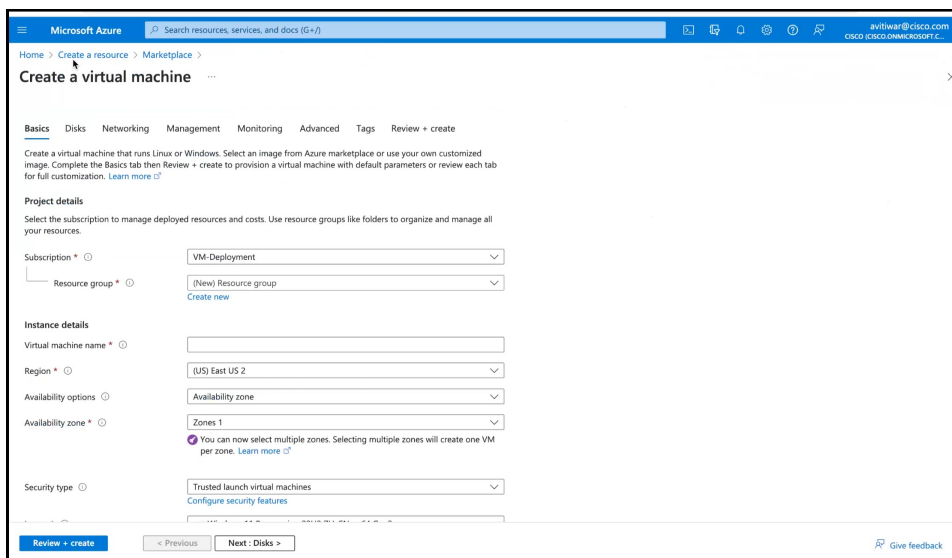 Microsoft Azure
Search resources, services, and docs (G+/)
avitiwar@cisco.com
CISCO (CISCO.ONMICROSOFT.C...
Home > Create a resource > Marketplace >
Create a virtual machine ...
Basics Disks Networking Management Monitoring Advanced Tags Review + create
Create a virtual machine that runs Linux or Windows. Select an image from Azure marketplace or use your own customized
image. Complete the Basics tab then Review + create to provision a virtual machine with default parameters or review each tab
for full customization. Learn more
Project details
Select the subscription to manage deployed resources and costs. Use resource groups like folders to organize and manage all
your resources.
Subscription * VM-Deployment
Resource group * (New) Resource group
Create new
Instance details
Virtual machine name *
Region * (US) East US 2
Availability options Availability zone
Availability zone * Zones 1
You can now select multiple zones. Selecting multiple zones will create one VM
per zone. Learn more
Security type Trusted launch virtual machines
Configure security features
Review + create < Previous Next : Disks > Give feedback